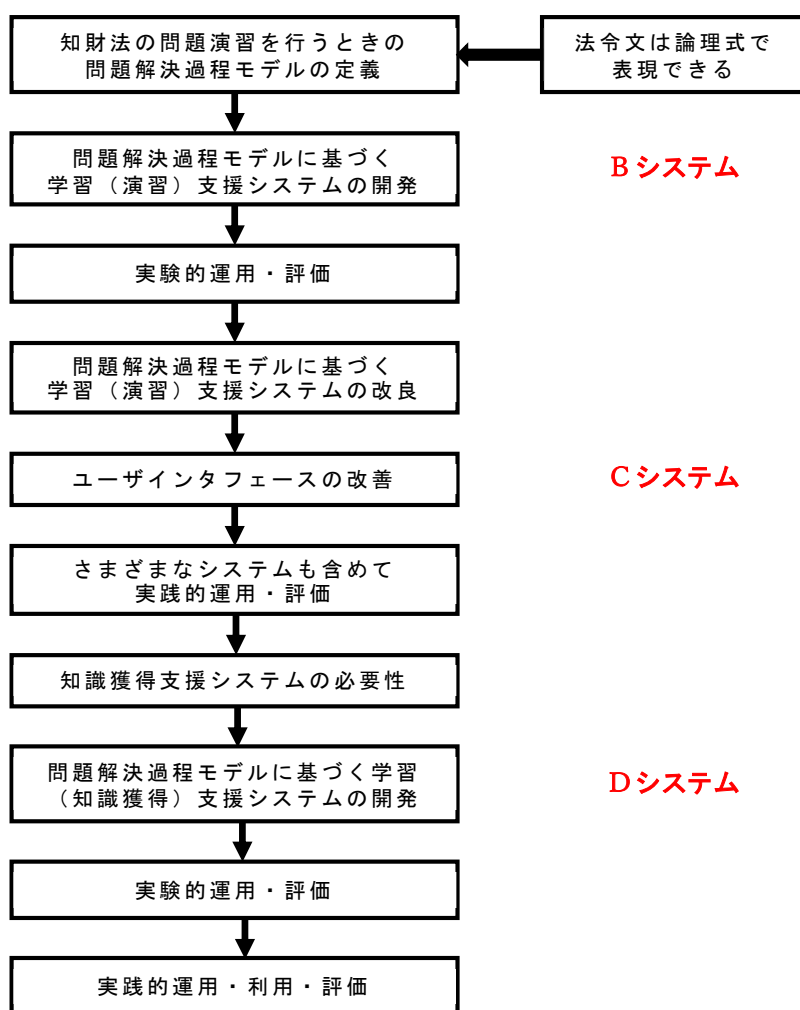 知財法の問題演習を行うときの
問題解決過程モデルの定義
法令文は論理式で
表現できる
問題解決過程モデルに基づく
学習（演習）支援システムの開発
Bシステム
実験的運用・評価
問題解決過程モデルに基づく
学習（演習）支援システムの改良
ユーザインタフェースの改善
Cシステム
さまざまなシステムも含めて
実践的運用・評価
知識獲得支援システムの必要性
問題解決過程モデルに基づく学習
（知識獲得）支援システムの開発
Dシステム
実験的運用・評価
実践的運用・利用・評価